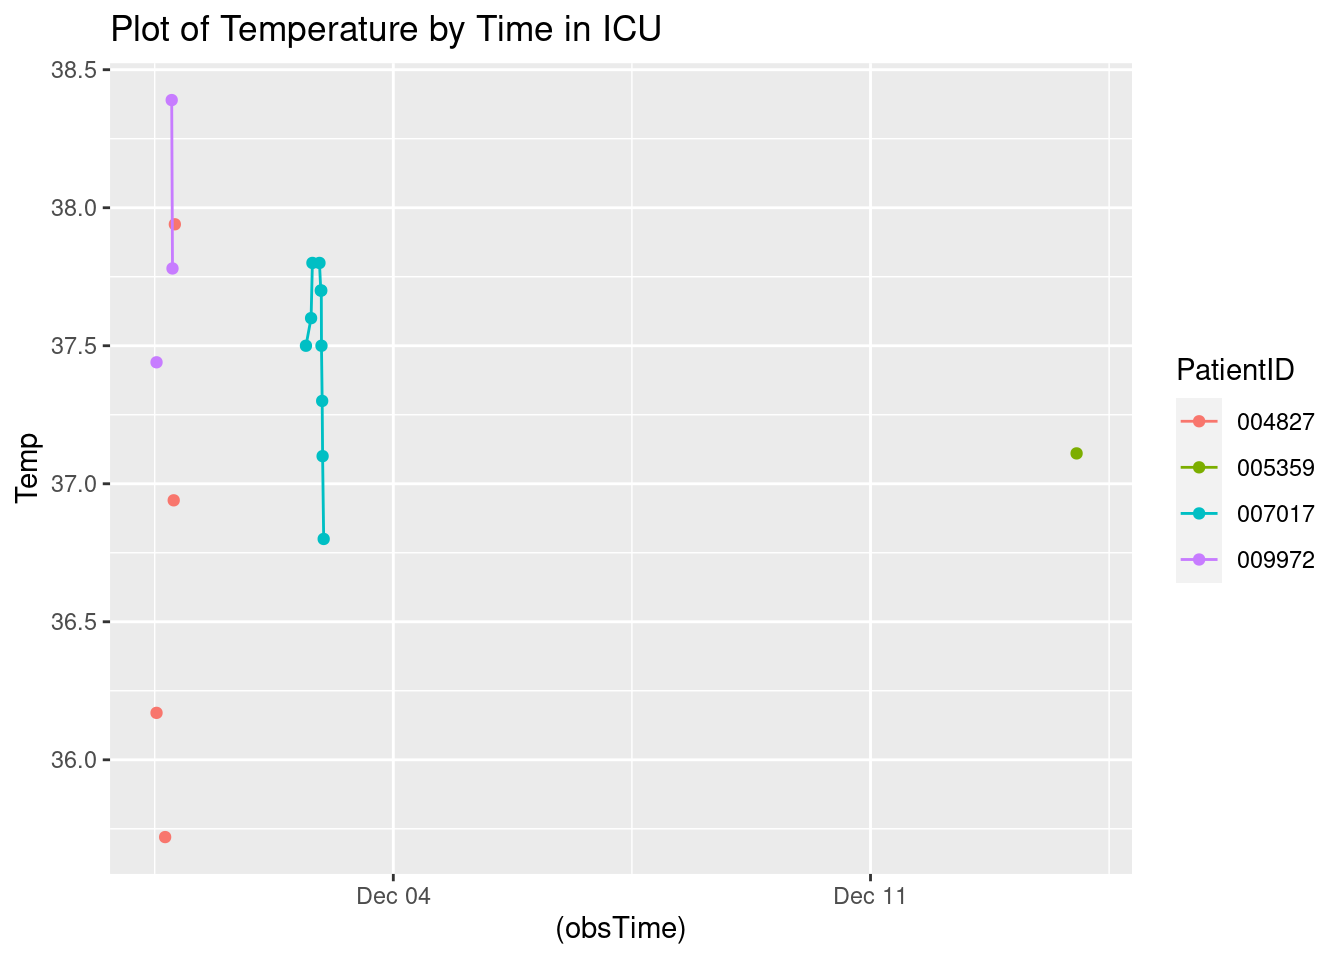 Plot of Temperature by Time in ICU
38.5
38.0
37.5
37.0
36.5
36.0
Temp
Dec 04
Dec 11
(obsTime)
PatientID
004827
005359
007017
009972